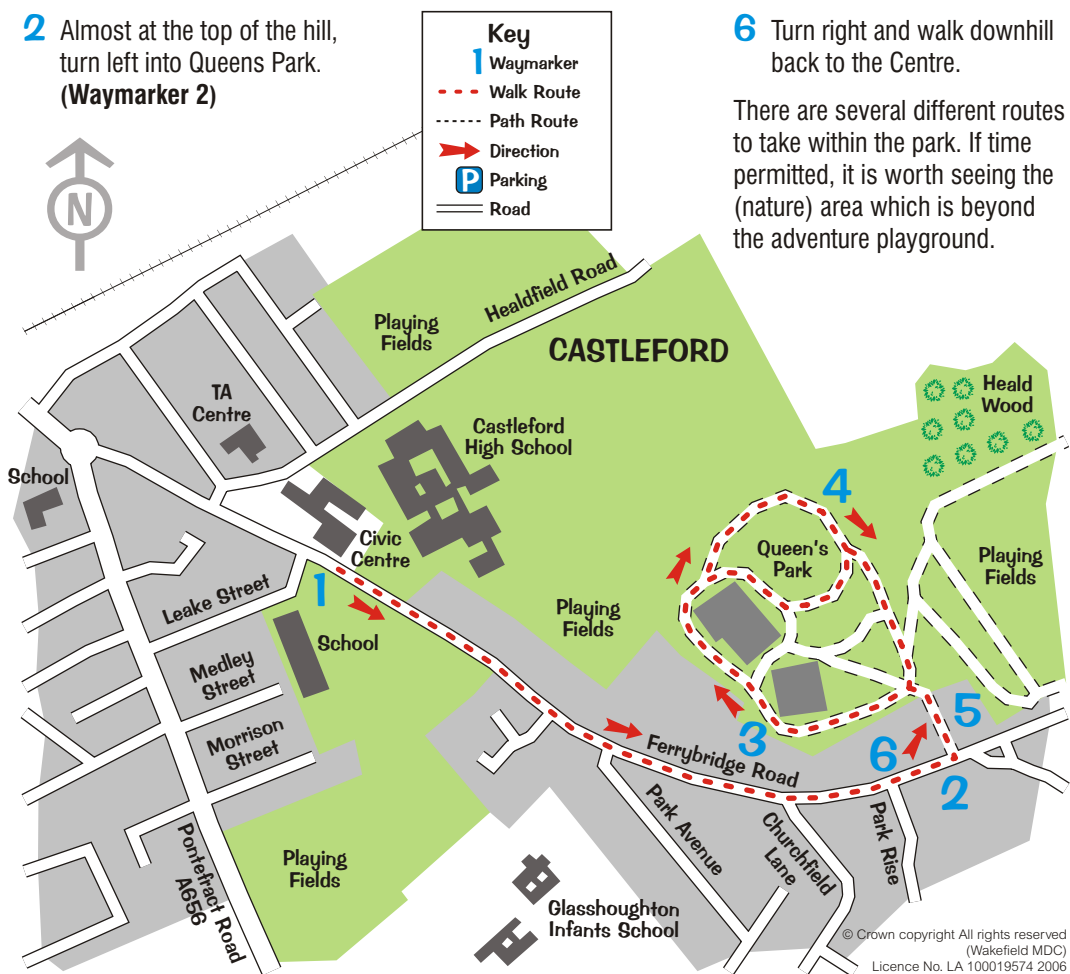 2 Almost at the top of the hill,
turn left into Queens Park.
(Waymarker 2)
N
Key
1 Waymarker
Walk Route
Path Route
Direction
P Parking
Road
6 Turn right and walk downhill
back to the Centre.
There are several different routes
to take within the park. If time
permitted, it is worth seeing the
(nature) area which is beyond
the adventure playground.
Healdfield Road
Playing
Fields
CASTLEFORD
TA
Centre
Castleford
High School
Heald
Wood
School
4
Civic
Centre
Queen's
Park
Playing
Fields
Leake Street
1
School
Playing
Fields
Medley
Street
Morrison
Street
3
5
6
2
Ferrybridge Road
Park Avenue
Churchfield
Lane
Park Rise
Pontefract Road
A656
Playing
Fields
Glasshoughton
Infants School
© Crown copyright All rights reserved
(Wakefield MDC)
Licence No. LA 100019574 2006